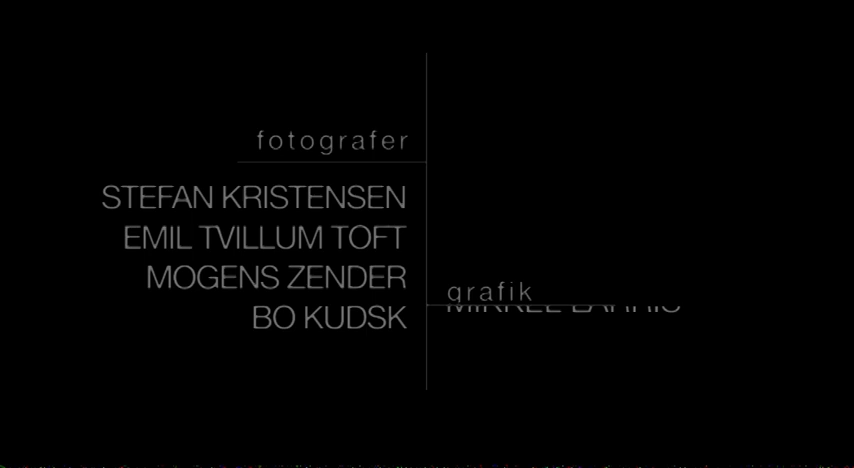 fotografer
STEFAN KRISTENSEN
EMIL TVILLUM TOFT
MOGENS ZENDER
BO KUDSK
grafik